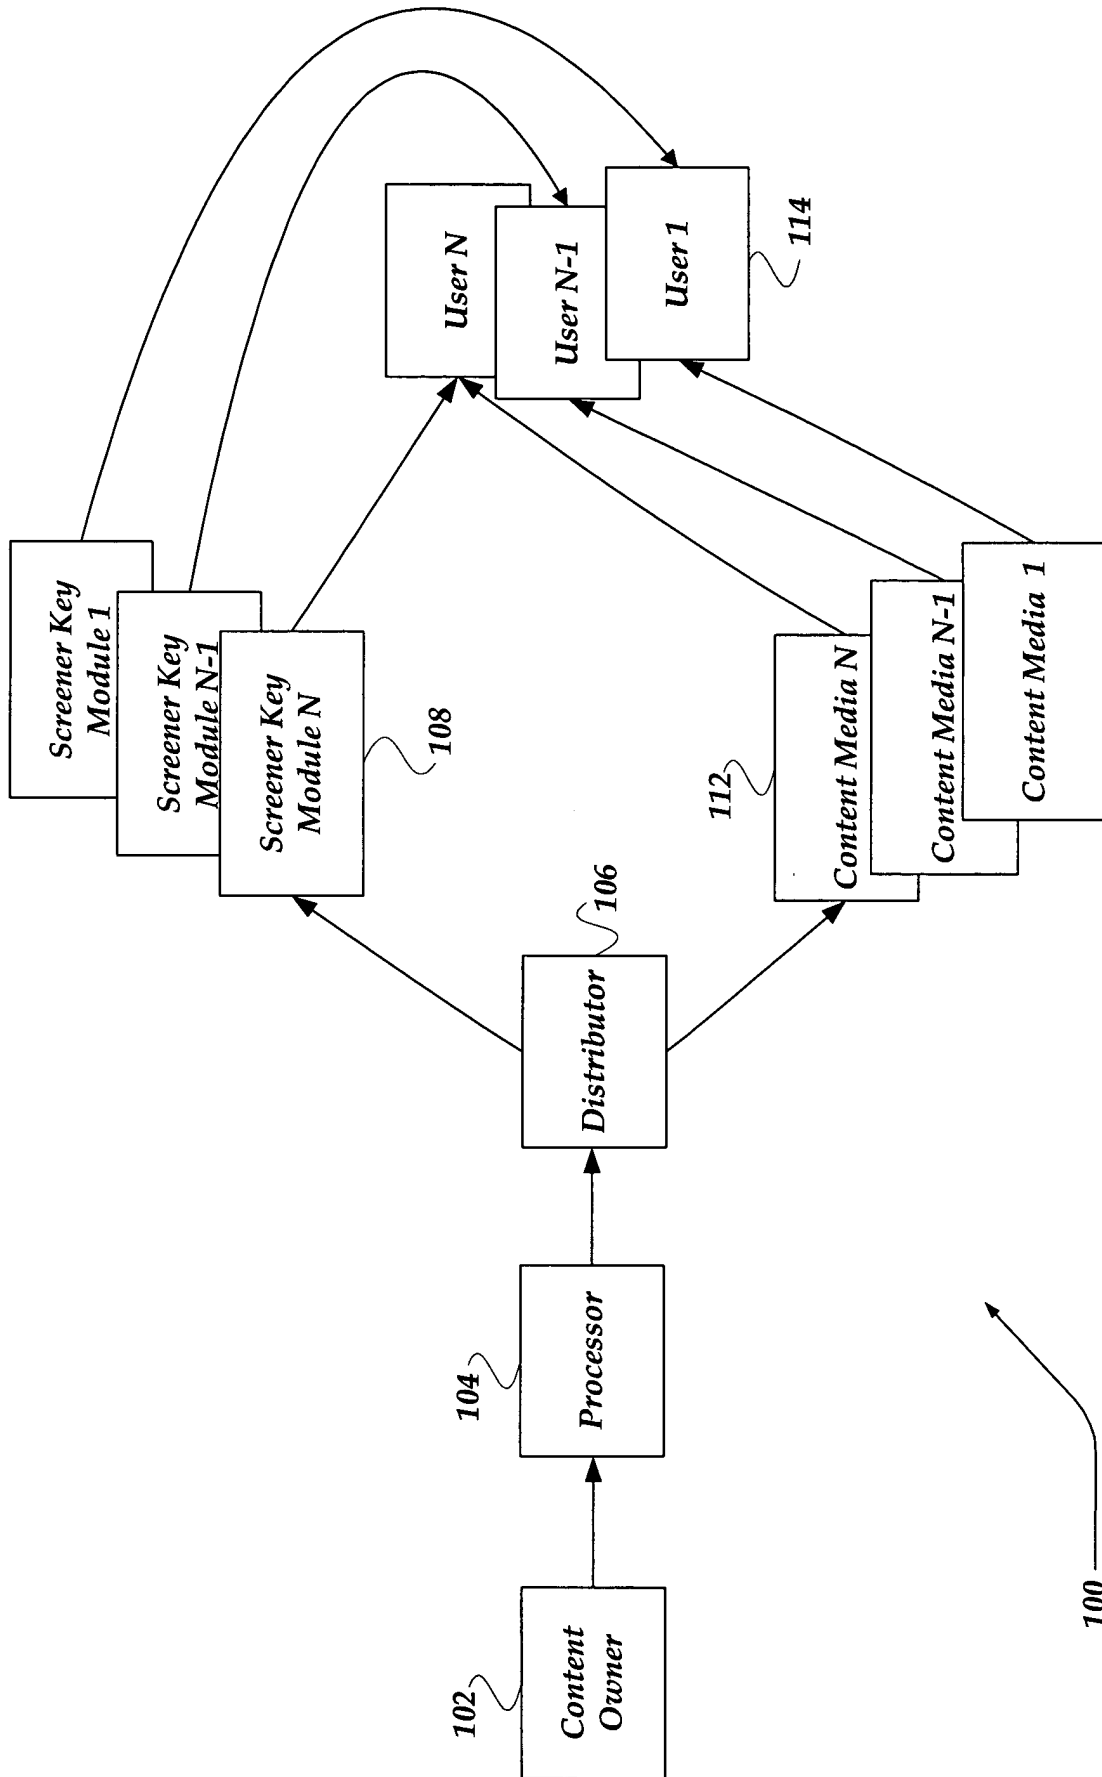 Screener Key
Module 1
Screener Key
Module N-1
Screener Key
Module N
108
User N
User N-1
User 1
114
102
Content
Owner
104
Processor
Distributor
106
112
Content Media N
Content Media N-1
Content Media 1
100